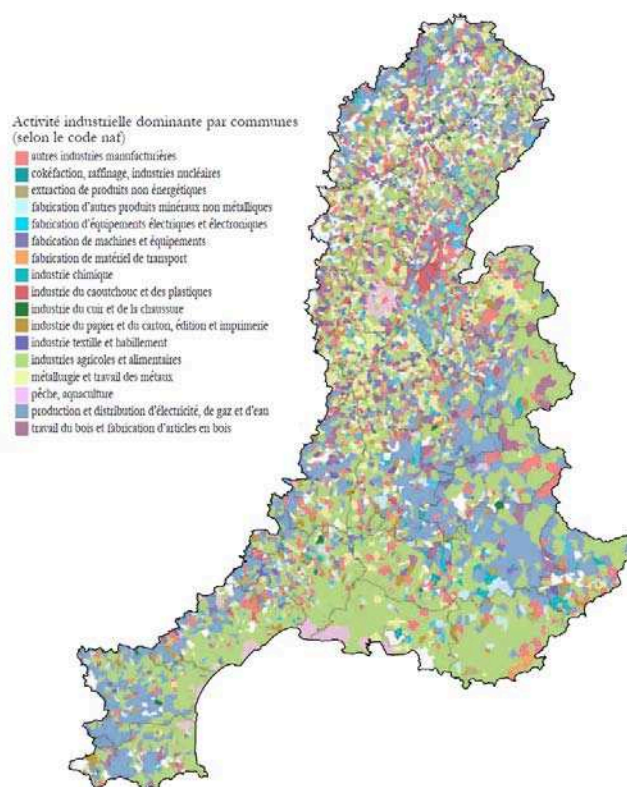 Activité industrielle dominante par communes
(selon le code naf)
autres industries manufacturières
cokéfaction, raffinage, industries nucléaires
extraction de produits non énergétiques
fabrication d'autres produits minéraux non métalliques
fabrication d'équipements électriques et électroniques
fabrication de machines et équipements
fabrication de matériel de transport
industrie chimique
industrie du caoutchouc et des plastiques
industrie du cuir et de la chaussure
industrie du papier et du carton, édition et imprimerie
industrie textille et habillement
industries agricoles et alimentaires
métallurgie et travail des métaux
pêche, aquaculture
production et distribution d'électricité, de gaz et d'eau
travail du bois et fabrication d'articles en bois